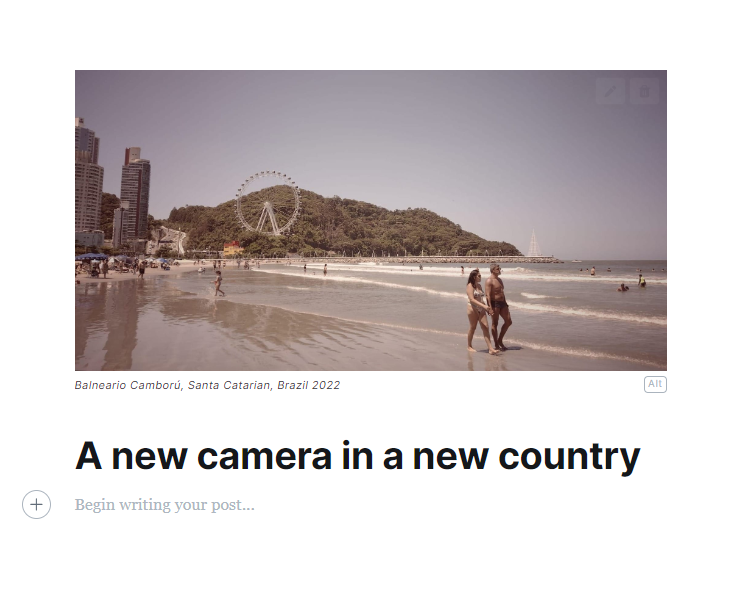 Balneario Camború, Santa Catarian, Brazil 2022
Alt
A new camera in a new country
Begin writing your post...